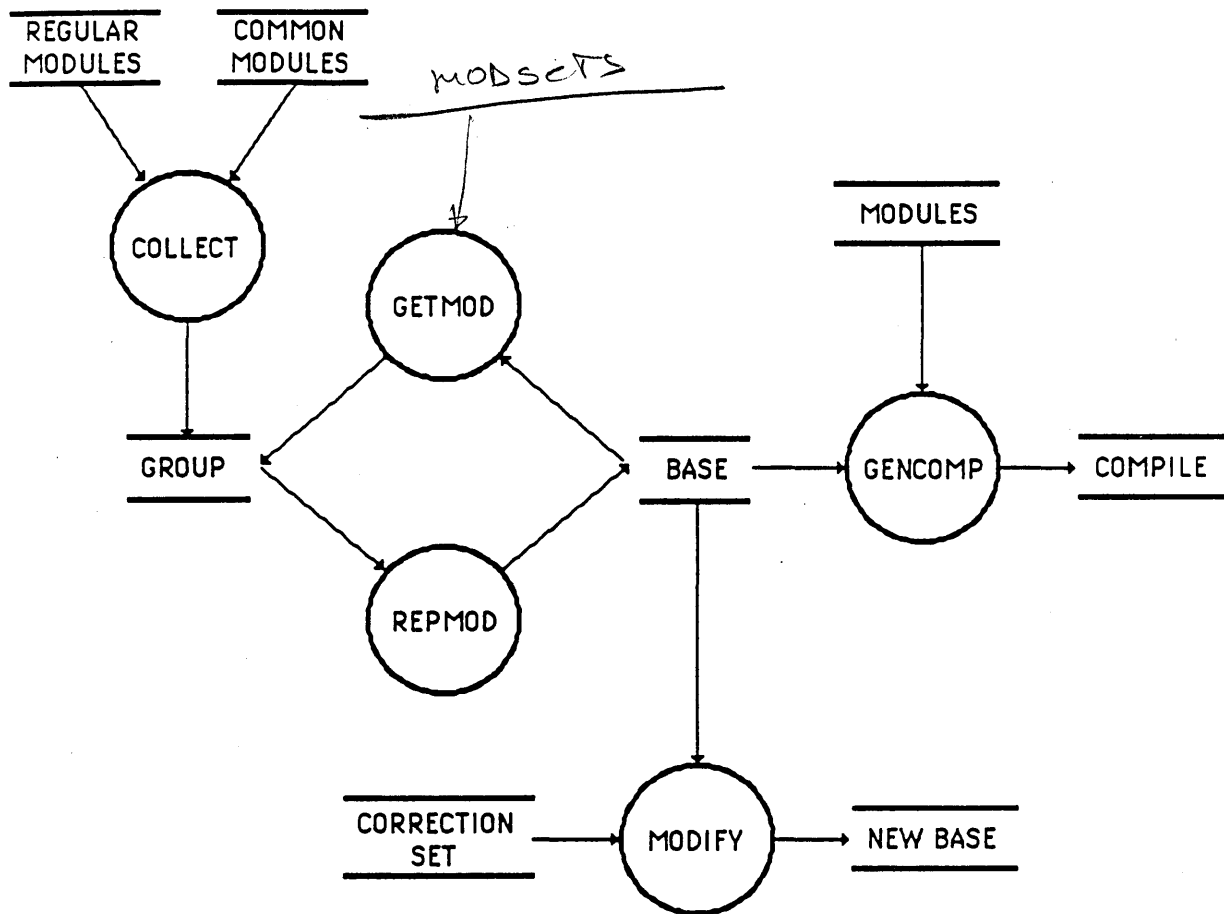 REGULAR
MODULES
COMMON
MODULES
MODSETS
MODULES
COLLECT
GETMOD
GROUP
BASE
GENCOMP
COMPILE
REPMOD
CORRECTION
SET
MODIFY
NEW BASE